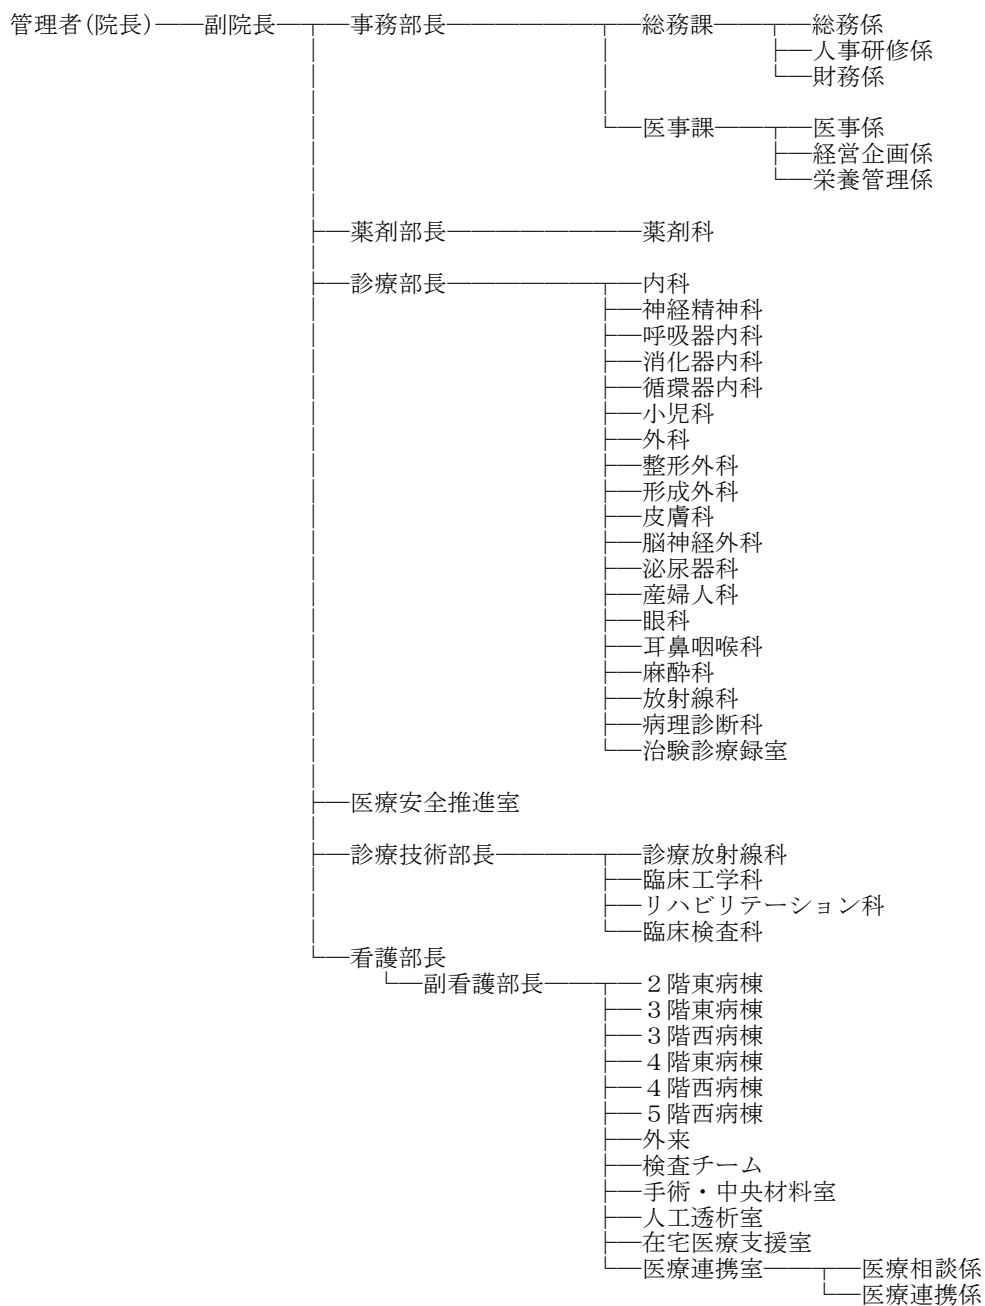 管理者(院長) 副院長 事務部長 総務課 総務係
人事研修係
財務係
医事課 医事係
経営企画係
栄養管理係
薬剤部長 薬剤科
診療部長 内科
神経精神科
呼吸器内科
消化器内科
循環器内科
小児科
外科
整形外科
形成外科
皮膚科
脳神経外科
泌尿器科
産婦人科
眼科
耳鼻咽喉科
麻酔科
放射線科
病理診断科
治験診療録室
医療安全推進室
診療技術部長 診療放射線科
臨床工学科
リハビリテーション科
臨床検査科
看護部長
副看護部長 2階東病棟
3階東病棟
3階西病棟
4階東病棟
4階西病棟
5階西病棟
外来
検査チーム
手術・中央材料室
人工透析室
在宅医療支援室
医療連携室 医療相談係
医療連携係